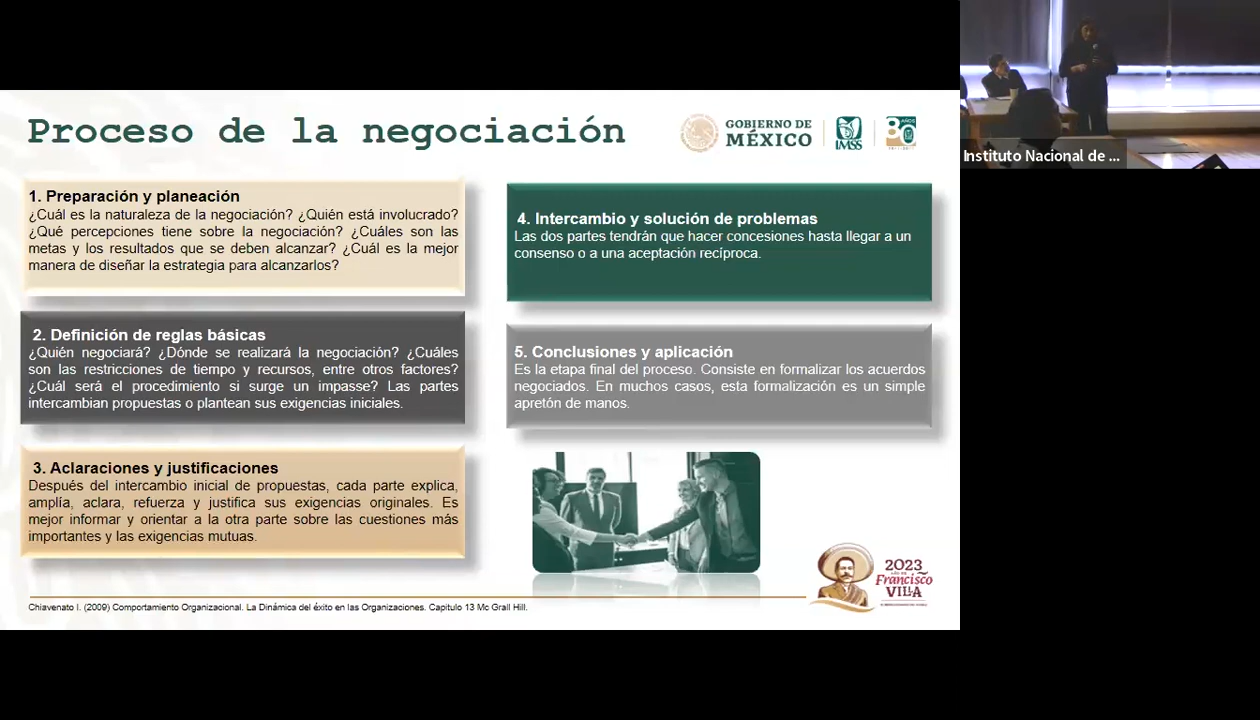 Proceso de la negociación
GOBIERNO DE
MÉXICO
IMSS
AÑOS
1. Preparación y planeación
¿Cuál es la naturaleza de la negociación? ¿Quién está involucrado?
¿Qué percepciones tiene sobre la negociación? ¿Cuáles son las
metas y los resultados que se deben alcanzar? ¿Cuál es la mejor
manera de diseñar la estrategia para alcanzarlos?
2. Definición de reglas básicas
¿Quién negociará? ¿Dónde se realizará la negociación? ¿Cuáles
son las restricciones de tiempo y recursos, entre otros factores?
¿Cuál será el procedimiento si surge un impasse? Las partes
intercambian propuestas o plantean sus exigencias iniciales.
3. Aclaraciones y justificaciones
Después del intercambio inicial de propuestas, cada parte explica,
amplía, aclara, refuerza y justifica sus exigencias originales. Es
mejor informar y orientar a la otra parte sobre las cuestiones más
importantes y las exigencias mutuas.
4. Intercambio y solución de problemas
Las dos partes tendrán que hacer concesiones hasta llegar a un
consenso o a una aceptación recíproca.
5. Conclusiones y aplicación
Es la etapa final del proceso. Consiste en formalizar los acuerdos
negociados. En muchos casos, esta formalización es un simple
apretón de manos.
2023
Francisco
VILLA
Chiavenato I. (2009) Comportamiento Organizacional. La Dinámica del éxito en las Organizaciones. Capitulo 13 Mc Grall Hill.
Instituto Nacional de ...